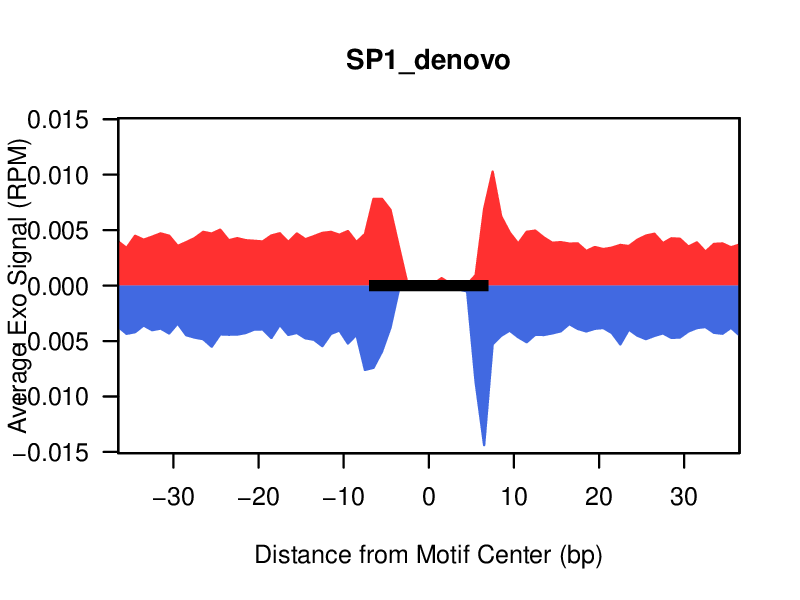 SP1_denovo
Average Exo Signal (RPM)
0.015
0.010
0.005
0.000
−0.005
−0.010
−0.015
−30 −20 −10 0 10 20 30
Distance from Motif Center (bp)